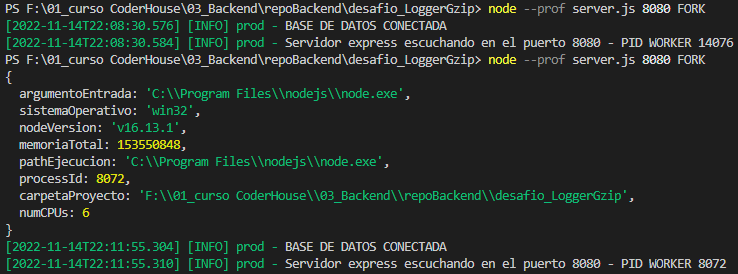 PS F:\01_curso CoderHouse\03_Backend\repoBackend\desafio_LoggerGzip> node --prof server.js 8080 FORK
[2022-11-14T22:08:30.576] [INFO] prod - BASE DE DATOS CONECTADA
[2022-11-14T22:08:30.584] [INFO] prod - Servidor express escuchando en el puerto 8080 - PID WORKER 14076
PS F:\01_curso CoderHouse\03_Backend\repoBackend\desafio_LoggerGzip> node --prof server.js 8080 FORK
{
  argumentoEntrada: 'C:\\Program Files\\nodejs\\node.exe',
  sistemaOperativo: 'win32',
  nodeVersion: 'v16.13.1',
  memoriaTotal: 153550848,
  pathEjecucion: 'C:\\Program Files\\nodejs\\node.exe',
  processId: 8072,
  carpetaProyecto: 'F:\\01_curso CoderHouse\\03_Backend\\repoBackend\\desafio_LoggerGzip',
  numCPUs: 6
}
[2022-11-14T22:11:55.304] [INFO] prod - BASE DE DATOS CONECTADA
[2022-11-14T22:11:55.310] [INFO] prod - Servidor express escuchando en el puerto 8080 - PID WORKER 8072